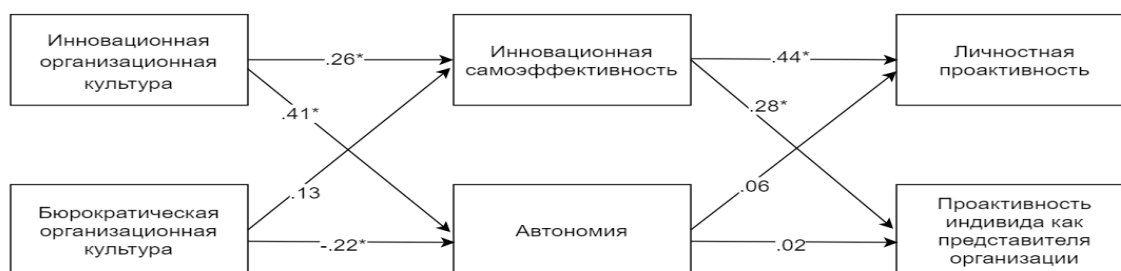 Инновационная
организационная
культура
.26*
Инновационная
самоэффективность
.44*
Личностная
проактивность
.41*
.28*
.13
.06
Бюрократическая
организационная
культура
-.22*
Автономия
.02
Проактивность
индивида как
представителя
организации